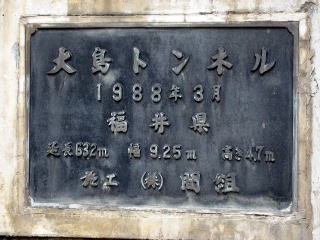 大島トンネル
1988年3月
福井県
延長632m 幅 9.25m 高さ4.7m
施工 (株) 間組